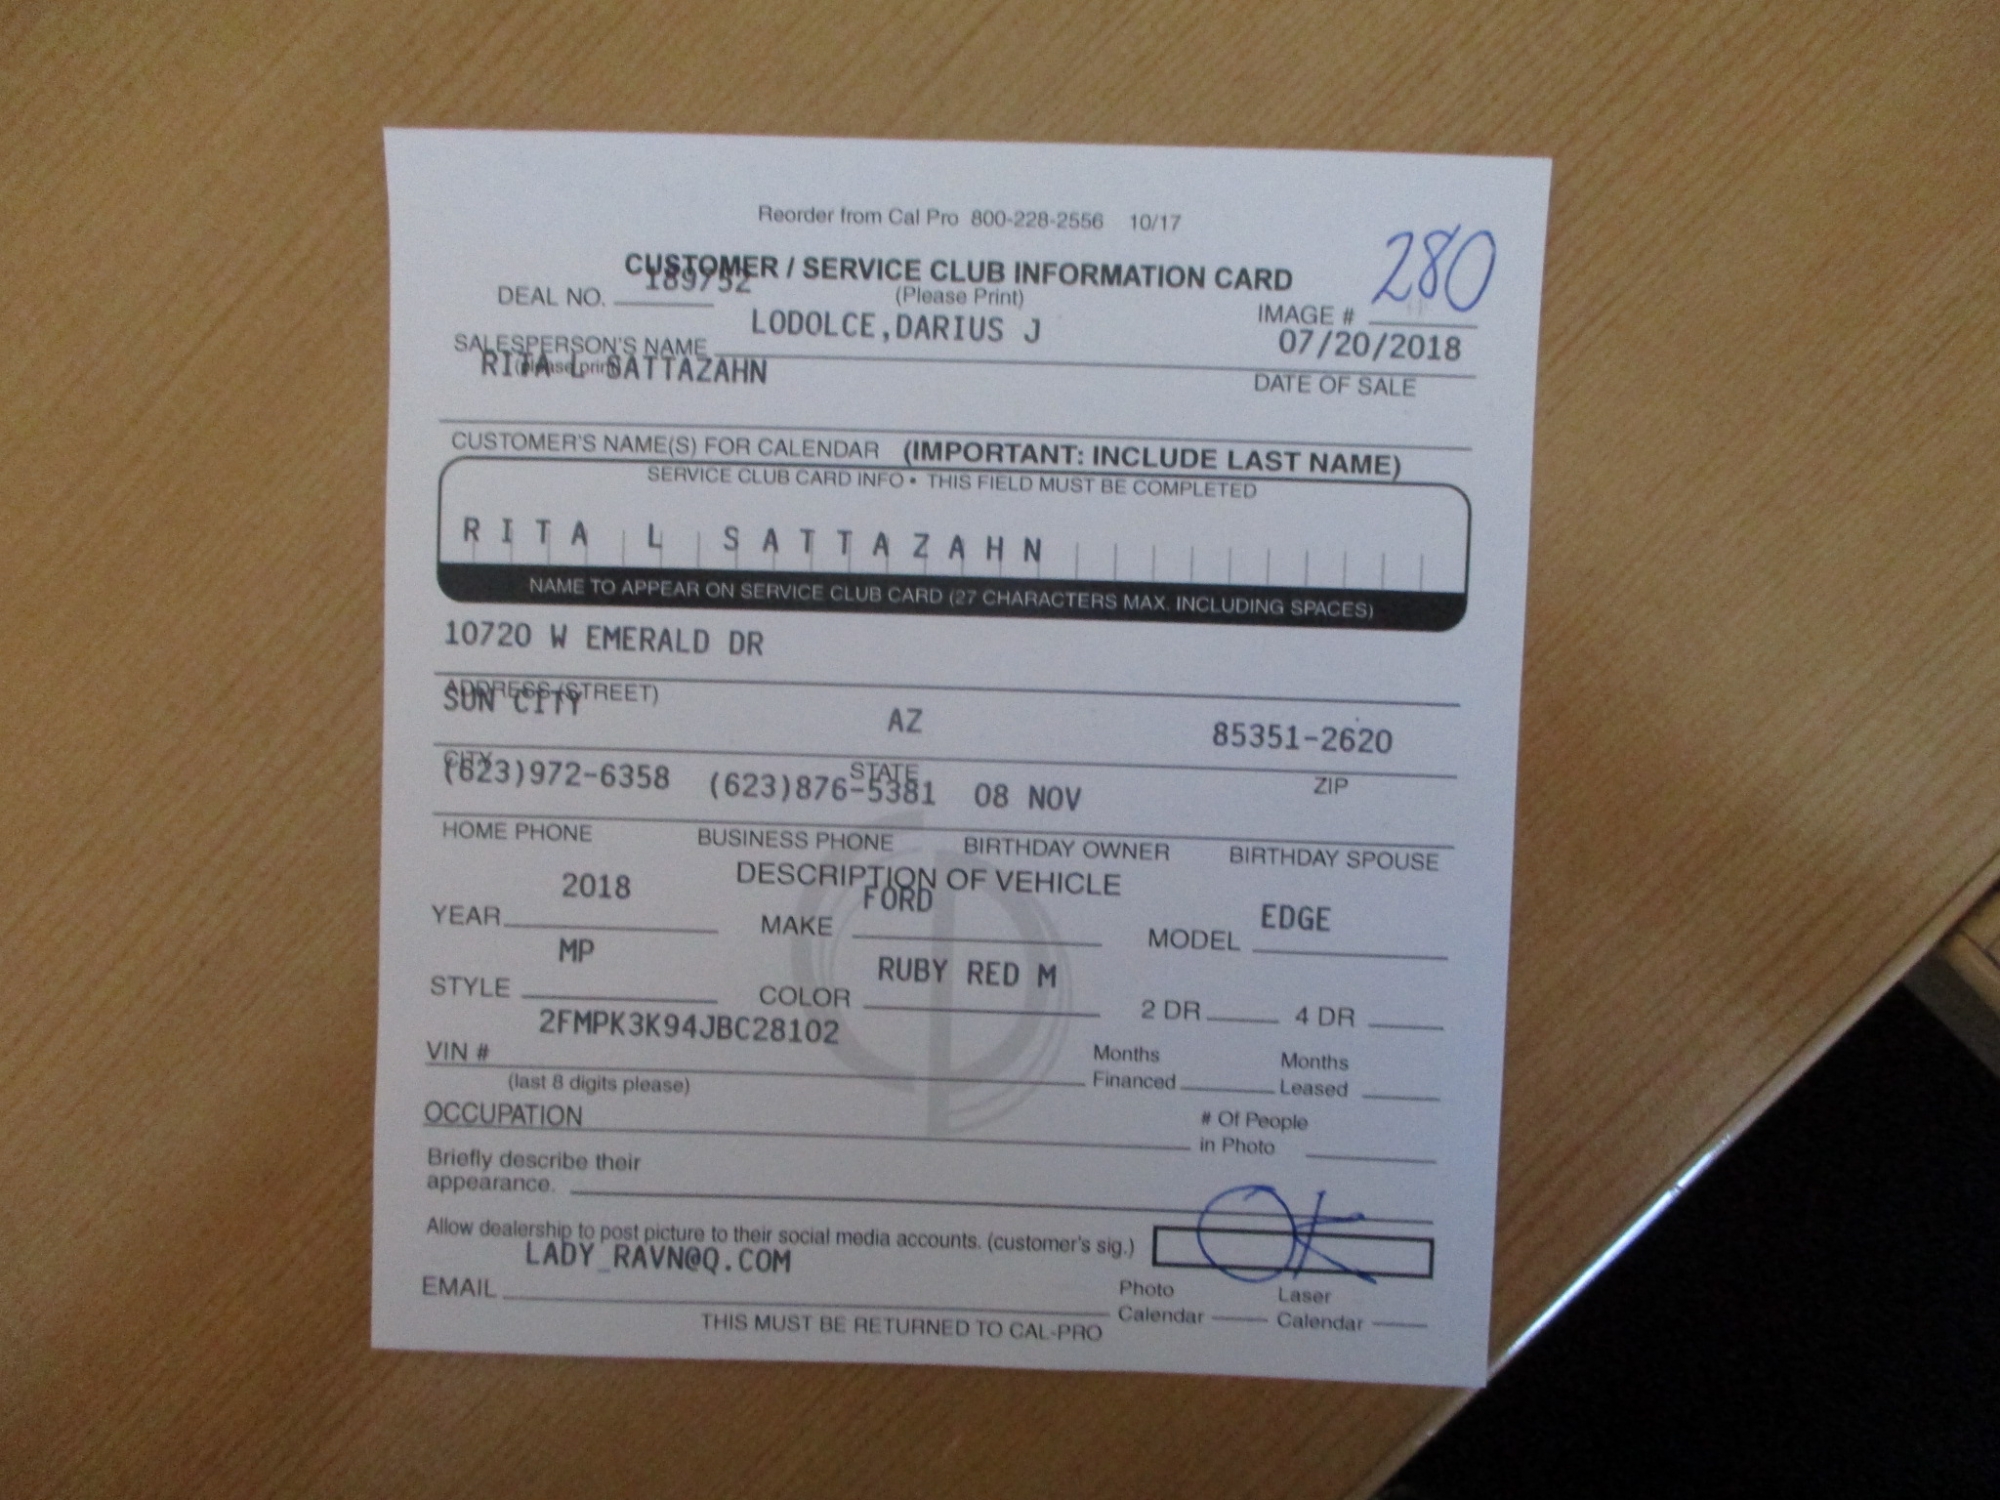 Reorder from Cal Pro 800-228-2556 10/17
CUSTOMER / SERVICE CLUB INFORMATION CARD
280
DEAL NO. 189752
(Please Print)
IMAGE #
SALESPERSON'S NAME LODOLCE,DARIUS J
07/20/2018
(please print)
RITA L SATTAZAHN
DATE OF SALE
CUSTOMER'S NAME(S) FOR CALENDAR (IMPORTANT: INCLUDE LAST NAME)
SERVICE CLUB CARD INFO • THIS FIELD MUST BE COMPLETED
RITA L SATTAZAHN
NAME TO APPEAR ON SERVICE CLUB CARD (27 CHARACTERS MAX. INCLUDING SPACES)
10720 W EMERALD DR
ADDRESS (STREET)
SUN CITY AZ 85351-2620
CITY STATE ZIP
(623)972-6358 (623)876-5381 08 NOV
HOME PHONE BUSINESS PHONE BIRTHDAY OWNER BIRTHDAY SPOUSE
DESCRIPTION OF VEHICLE
YEAR 2018 MAKE FORD MODEL EDGE
STYLE MP COLOR RUBY RED M 2 DR 4 DR
VIN # 2FMPK3K94JBC28102
(last 8 digits please)
Months Financed
Months Leased
OCCUPATION
# Of People in Photo
Briefly describe their
appearance.
Allow dealership to post picture to their social media accounts. (customer's sig.) OK
EMAIL LADY_RAVN@Q.COM
Photo Calendar
Laser Calendar
THIS MUST BE RETURNED TO CAL-PRO